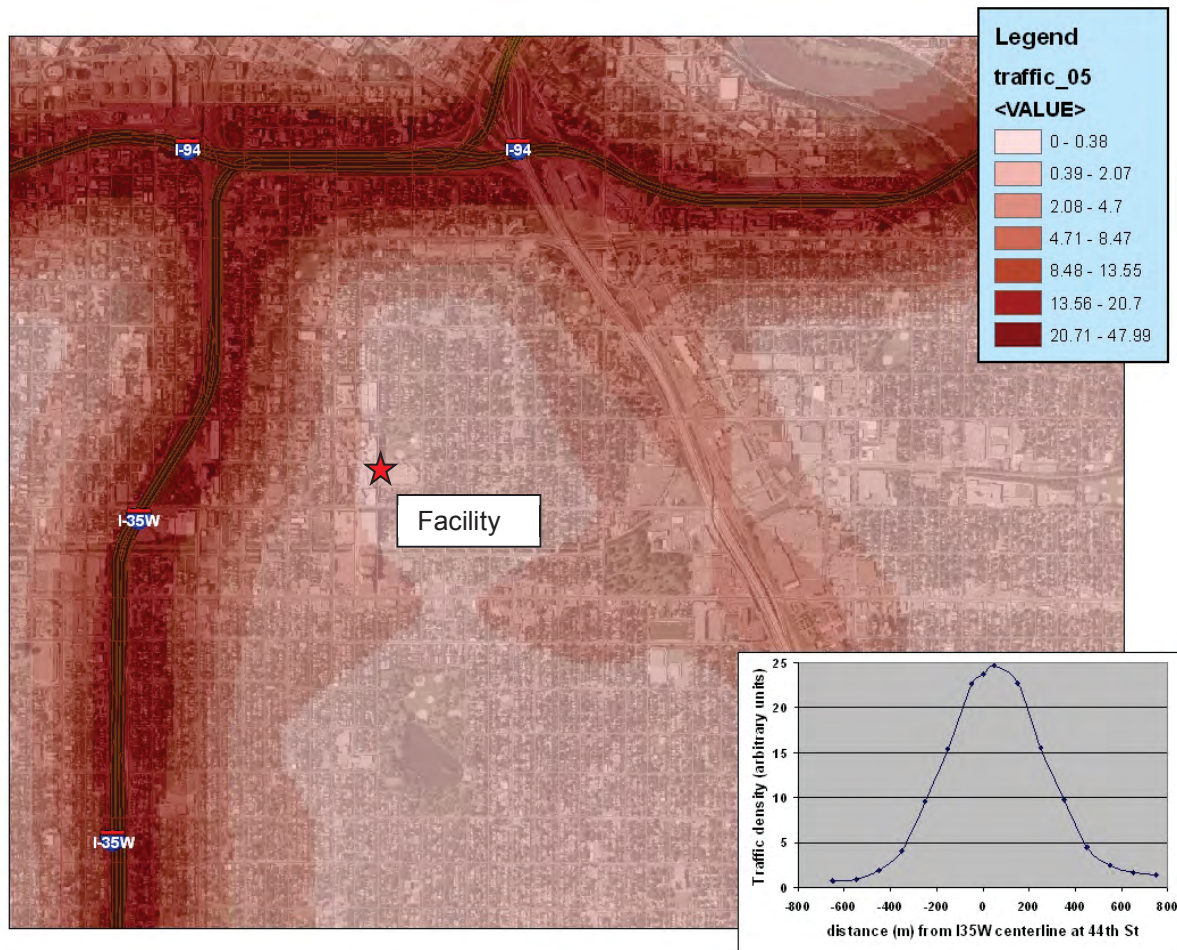 Legend
traffic_05
<VALUE>
0 - 0.38
0.39 - 2.07
2.08 - 4.7
4.71 - 8.47
8.48 - 13.55
13.56 - 20.7
20.71 - 47.99
I-94
I-94
I-35W
I-35W
Facility
Traffic density (arbitrary units)
25
20
15
10
5
0
-800 -600 -400 -200 0 200 400 600 800
distance (m) from I35W centerline at 44th St